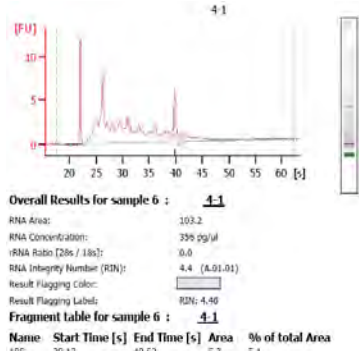 4-1
[FU]
10
5
0
20 25 30 35 40 45 50 55 60 [s]
Overall Results for sample 6 : 4-1
RNA Area: 103.2
RNA Concentration: 356 pg/µl
rRNA Ratio [28s / 18s]: 0.0
RNA Integrity Number (RIN): 4.4 (A.01.01)
Result Flagging Color:
Result Flagging Label: RIN: 4.40
Fragment table for sample 6 : 4-1
Name Start Time [s] End Time [s] Area % of total Area